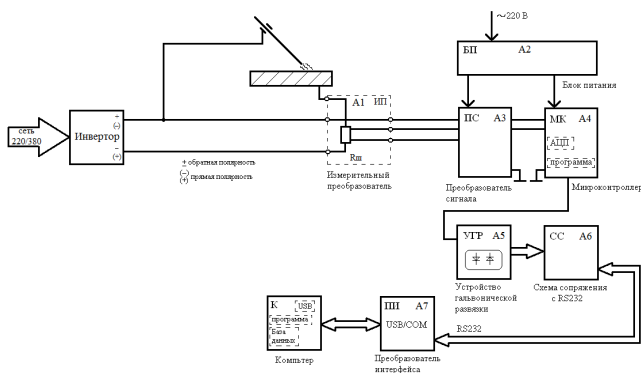 ~220 В
БП А2
Блок питания
А1 ИП
сеть
220/380
+
(-)
Инвертор
-
(+)
Rш
± обратная полярность
(-)
(+) прямая полярность
Измерительный
преобразователь
ПС А3
МК А4
АЦП
программа
Преобразователь
сигнала
Микроконтроллер
УГР А5
СС А6
Устройство
гальвонической
развязки
Схема сопряжения
с RS232
К USB
программа
База
данных
Компьтер
ПИ А7
USB/COM
RS232
Преобразователь
интерфейса